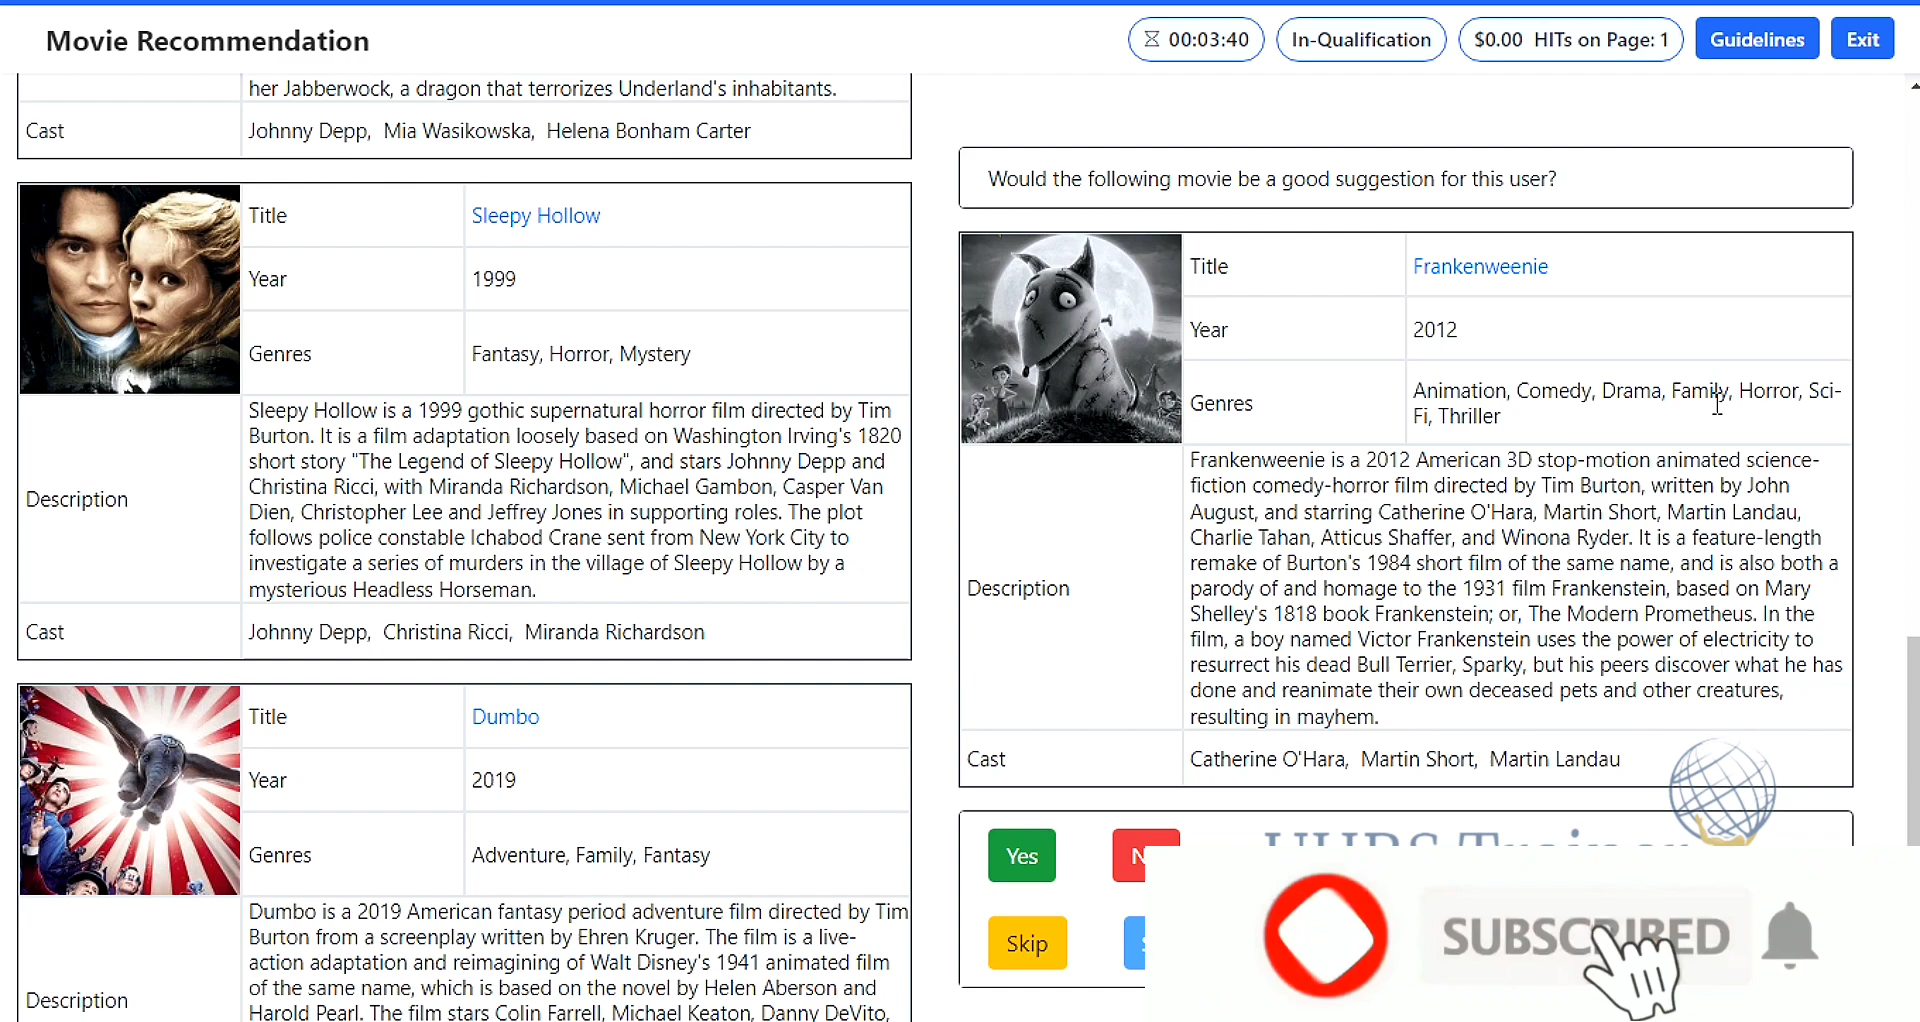 Movie Recommendation
00:03:40
In-Qualification
$0.00 HITs on Page: 1
Guidelines
Exit
her Jabberwock, a dragon that terrorizes Underland's inhabitants.
Cast
Johnny Depp, Mia Wasikowska, Helena Bonham Carter
Title
Sleepy Hollow
Year
1999
Genres
Fantasy, Horror, Mystery
Description
Sleepy Hollow is a 1999 gothic supernatural horror film directed by Tim
Burton. It is a film adaptation loosely based on Washington Irving's 1820
short story "The Legend of Sleepy Hollow", and stars Johnny Depp and
Christina Ricci, with Miranda Richardson, Michael Gambon, Casper Van
Dien, Christopher Lee and Jeffrey Jones in supporting roles. The plot
follows police constable Ichabod Crane sent from New York City to
investigate a series of murders in the village of Sleepy Hollow by a
mysterious Headless Horseman.
Cast
Johnny Depp, Christina Ricci, Miranda Richardson
Title
Dumbo
Year
2019
Genres
Adventure, Family, Fantasy
Description
Dumbo is a 2019 American fantasy period adventure film directed by Tim
Burton from a screenplay written by Ehren Kruger. The film is a live-
action adaptation and reimagining of Walt Disney's 1941 animated film
of the same name, which is based on the novel by Helen Aberson and
Harold Pearl. The film stars Colin Farrell, Michael Keaton, Danny DeVito,
Would the following movie be a good suggestion for this user?
Title
Frankenweenie
Year
2012
Genres
Animation, Comedy, Drama, Family, Horror, Sci-
Fi, Thriller
Description
Frankenweenie is a 2012 American 3D stop-motion animated science-
fiction comedy-horror film directed by Tim Burton, written by John
August, and starring Catherine O'Hara, Martin Short, Martin Landau,
Charlie Tahan, Atticus Shaffer, and Winona Ryder. It is a feature-length
remake of Burton's 1984 short film of the same name, and is also both a
parody of and homage to the 1931 film Frankenstein, based on Mary
Shelley's 1818 book Frankenstein; or, The Modern Prometheus. In the
film, a boy named Victor Frankenstein uses the power of electricity to
resurrect his dead Bull Terrier, Sparky, but his peers discover what he has
done and reanimate their own deceased pets and other creatures,
resulting in mayhem.
Cast
Catherine O'Hara, Martin Short, Martin Landau
Yes
Skip
SUBSCRIBED